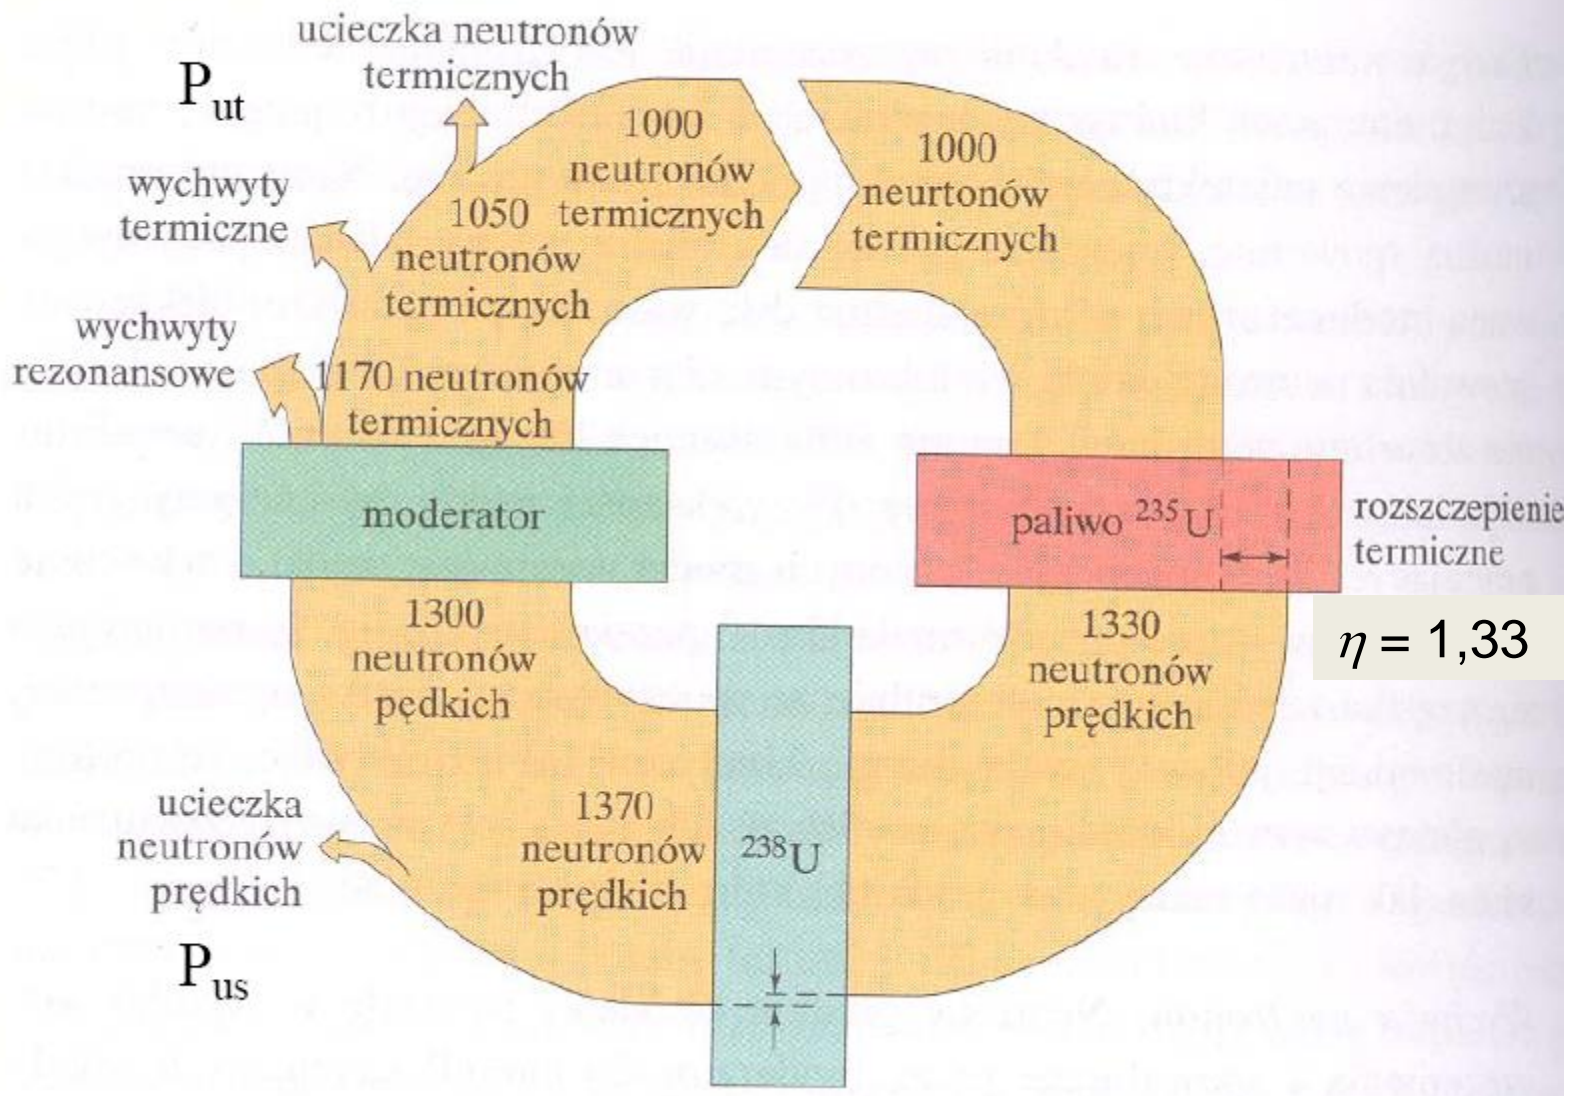 ucieczka neutronów
termicznych
P ut
wychwyty
termiczne
wychwyty
rezonansowe
1000
neutronów
termicznych
1050
neutronów
termicznych
1170 neutronów
termicznych
1000
neurtonów
termicznych
moderator
paliwo ²³⁵U
rozszczepienie
termiczne
η = 1,33
1300
neutronów
pędkich
1330
neutronów
prędkich
ucieczka
neutronów
prędkich
1370
neutronów
prędkich
²³⁸U
P us